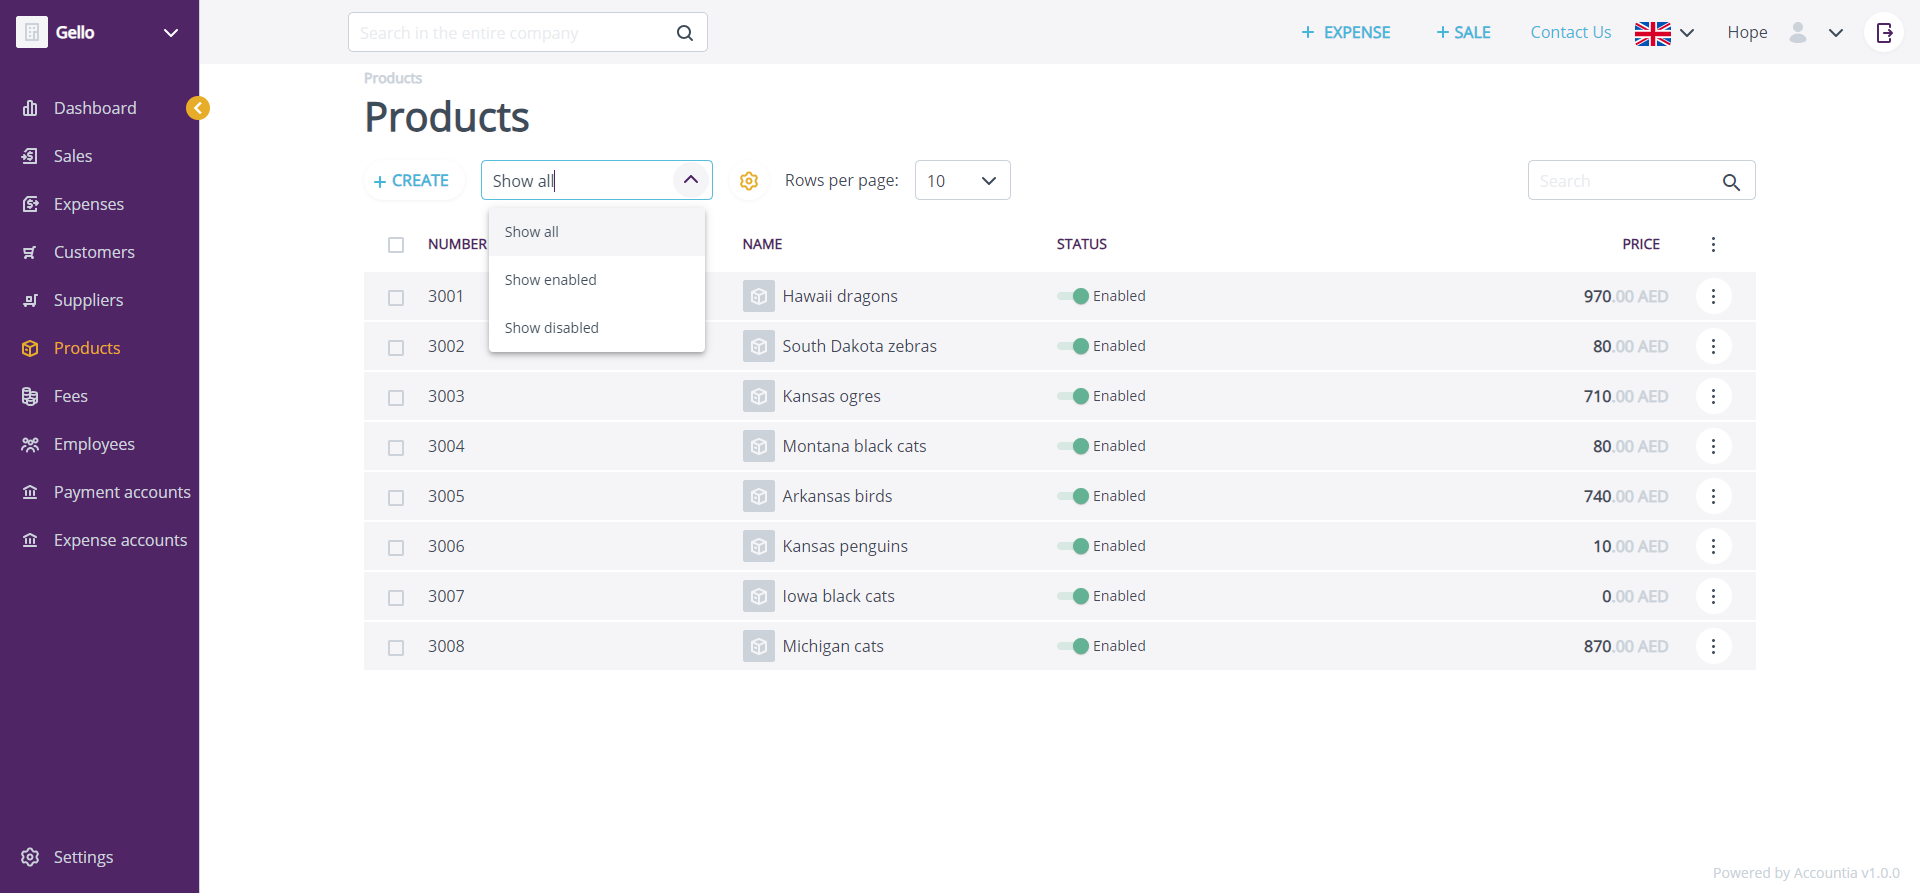 Gello
Search in the entire company
+ EXPENSE
+ SALE
Contact Us
Hope
Dashboard
Sales
Expenses
Customers
Suppliers
Products
Fees
Employees
Payment accounts
Expense accounts
Settings
Products
Products
+ CREATE
Show all
Rows per page:
10
Search
Show all
Show enabled
Show disabled
NUMBER NAME STATUS PRICE
3001 Hawaii dragons Enabled 970.00 AED
3002 South Dakota zebras Enabled 80.00 AED
3003 Kansas ogres Enabled 710.00 AED
3004 Montana black cats Enabled 80.00 AED
3005 Arkansas birds Enabled 740.00 AED
3006 Kansas penguins Enabled 10.00 AED
3007 Iowa black cats Enabled 0.00 AED
3008 Michigan cats Enabled 870.00 AED
Powered by Accountia v1.0.0